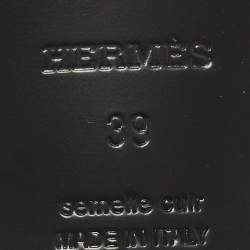 HERMÈS
39
semelle cuir
MADE IN ITALY